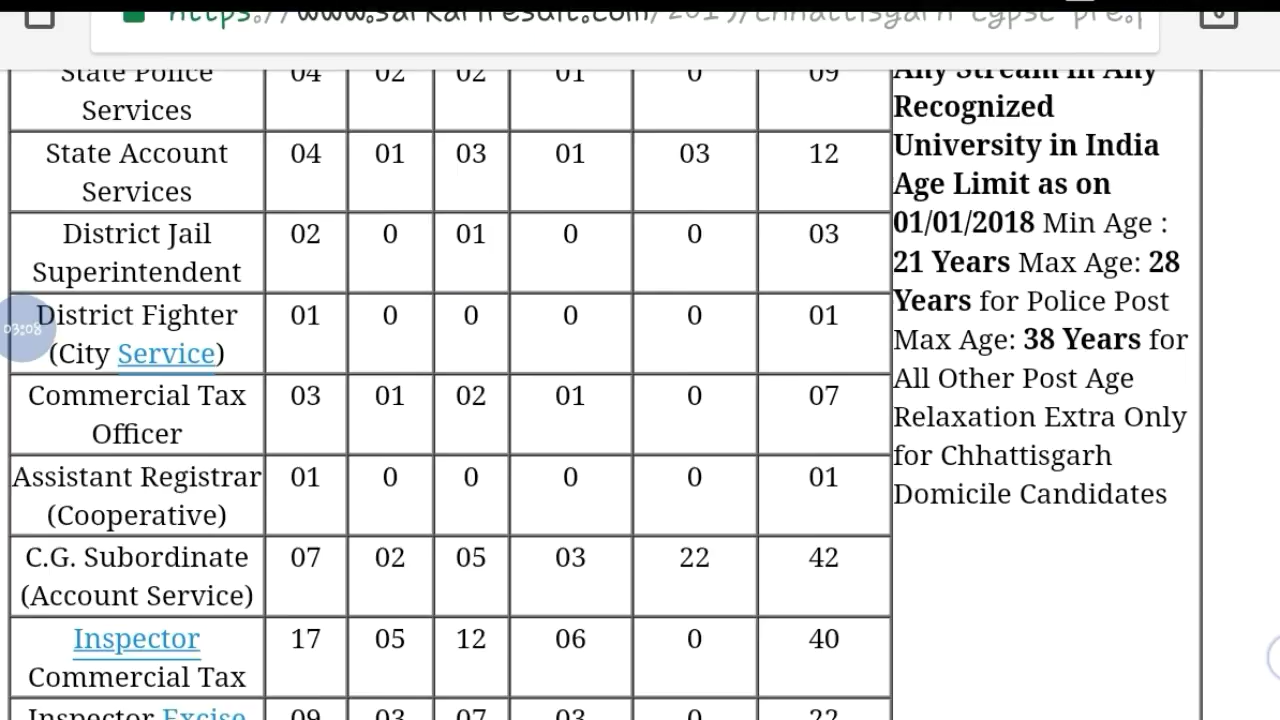 https://www.sarkariresult.com/2019/chhattisgarh-cgpsc-pre.p
State Police 04 02 02 01 0 09
Services
State Account 04 01 03 01 03 12
Services
District Jail 02 0 01 0 0 03
Superintendent
District Fighter 01 0 0 0 0 01
(City Service)
Commercial Tax 03 01 02 01 0 07
Officer
Assistant Registrar 01 0 0 0 0 01
(Cooperative)
C.G. Subordinate 07 02 05 03 22 42
(Account Service)
Inspector 17 05 12 06 0 40
Commercial Tax
Inspector Excise 09 03 07 03 0 22
Any Stream in Any
Recognized
University in India
Age Limit as on
01/01/2018 Min Age :
21 Years Max Age: 28
Years for Police Post
Max Age: 38 Years for
All Other Post Age
Relaxation Extra Only
for Chhattisgarh
Domicile Candidates
03:08